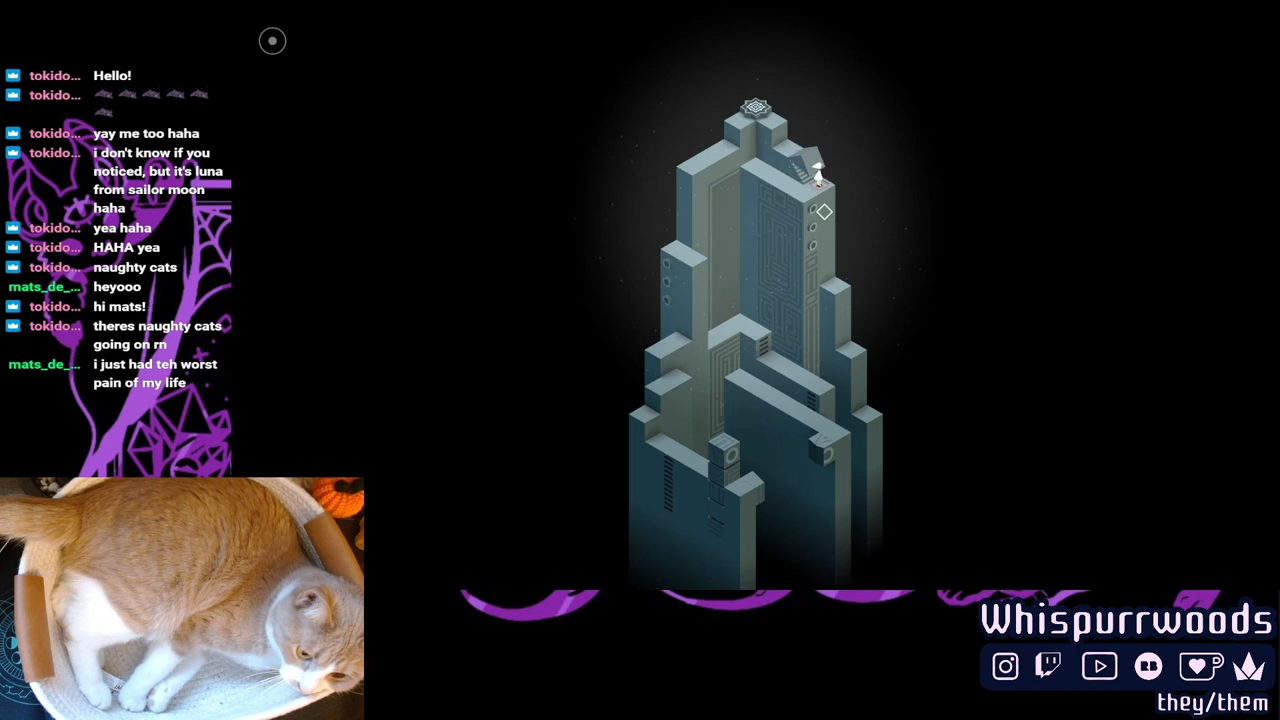 tokido... Hello!
tokido...
tokido... yay me too haha
tokido... i don't know if you
noticed, but it's luna
from sailor moon
haha
tokido... yea haha
tokido... HAHA yea
tokido... naughty cats
mats_de_... heyooo
tokido... hi mats!
tokido... theres naughty cats
going on rn
mats_de_... i just had teh worst
pain of my life
Whispurrwoods
they/them